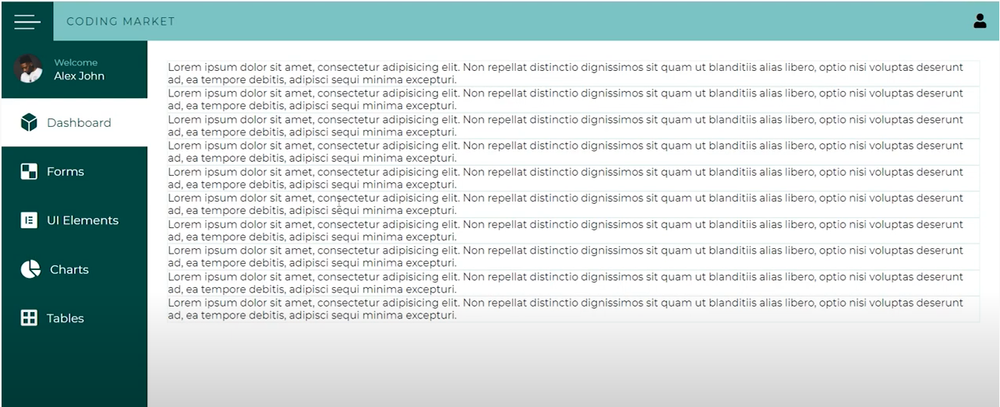 CODING MARKET
Welcome
Alex John
Dashboard
Forms
UI Elements
Charts
Tables
Lorem ipsum dolor sit amet, consectetur adipisicing elit. Non repellat distinctio dignissimos sit quam ut blanditiis alias libero, optio nisi voluptas deserunt
ad, ea tempore debitis, adipisci sequi minima excepturi.
Lorem ipsum dolor sit amet, consectetur adipisicing elit. Non repellat distinctio dignissimos sit quam ut blanditiis alias libero, optio nisi voluptas deserunt
ad, ea tempore debitis, adipisci sequi minima excepturi.
Lorem ipsum dolor sit amet, consectetur adipisicing elit. Non repellat distinctio dignissimos sit quam ut blanditiis alias libero, optio nisi voluptas deserunt
ad, ea tempore debitis, adipisci sequi minima excepturi.
Lorem ipsum dolor sit amet, consectetur adipisicing elit. Non repellat distinctio dignissimos sit quam ut blanditiis alias libero, optio nisi voluptas deserunt
ad, ea tempore debitis, adipisci sequi minima excepturi.
Lorem ipsum dolor sit amet, consectetur adipisicing elit. Non repellat distinctio dignissimos sit quam ut blanditiis alias libero, optio nisi voluptas deserunt
ad, ea tempore debitis, adipisci sequi minima excepturi.
Lorem ipsum dolor sit amet, consectetur adipisicing elit. Non repellat distinctio dignissimos sit quam ut blanditiis alias libero, optio nisi voluptas deserunt
ad, ea tempore debitis, adipisci sequi minima excepturi.
Lorem ipsum dolor sit amet, consectetur adipisicing elit. Non repellat distinctio dignissimos sit quam ut blanditiis alias libero, optio nisi voluptas deserunt
ad, ea tempore debitis, adipisci sequi minima excepturi.
Lorem ipsum dolor sit amet, consectetur adipisicing elit. Non repellat distinctio dignissimos sit quam ut blanditiis alias libero, optio nisi voluptas deserunt
ad, ea tempore debitis, adipisci sequi minima excepturi.
Lorem ipsum dolor sit amet, consectetur adipisicing elit. Non repellat distinctio dignissimos sit quam ut blanditiis alias libero, optio nisi voluptas deserunt
ad, ea tempore debitis, adipisci sequi minima excepturi.
Lorem ipsum dolor sit amet, consectetur adipisicing elit. Non repellat distinctio dignissimos sit quam ut blanditiis alias libero, optio nisi voluptas deserunt
ad, ea tempore debitis, adipisci sequi minima excepturi.